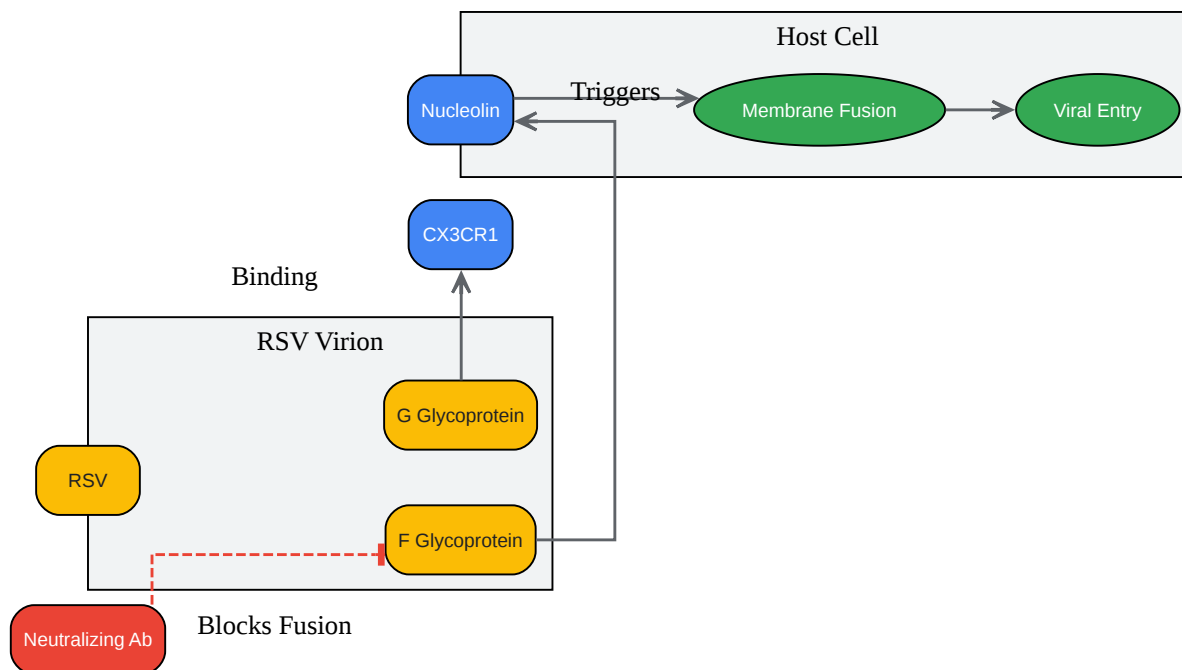 Host Cell
Nucleolin
Triggers
Membrane Fusion
Viral Entry
CX3CR1
Binding
RSV Virion
G Glycoprotein
RSV
F Glycoprotein
Neutralizing Ab
Blocks Fusion